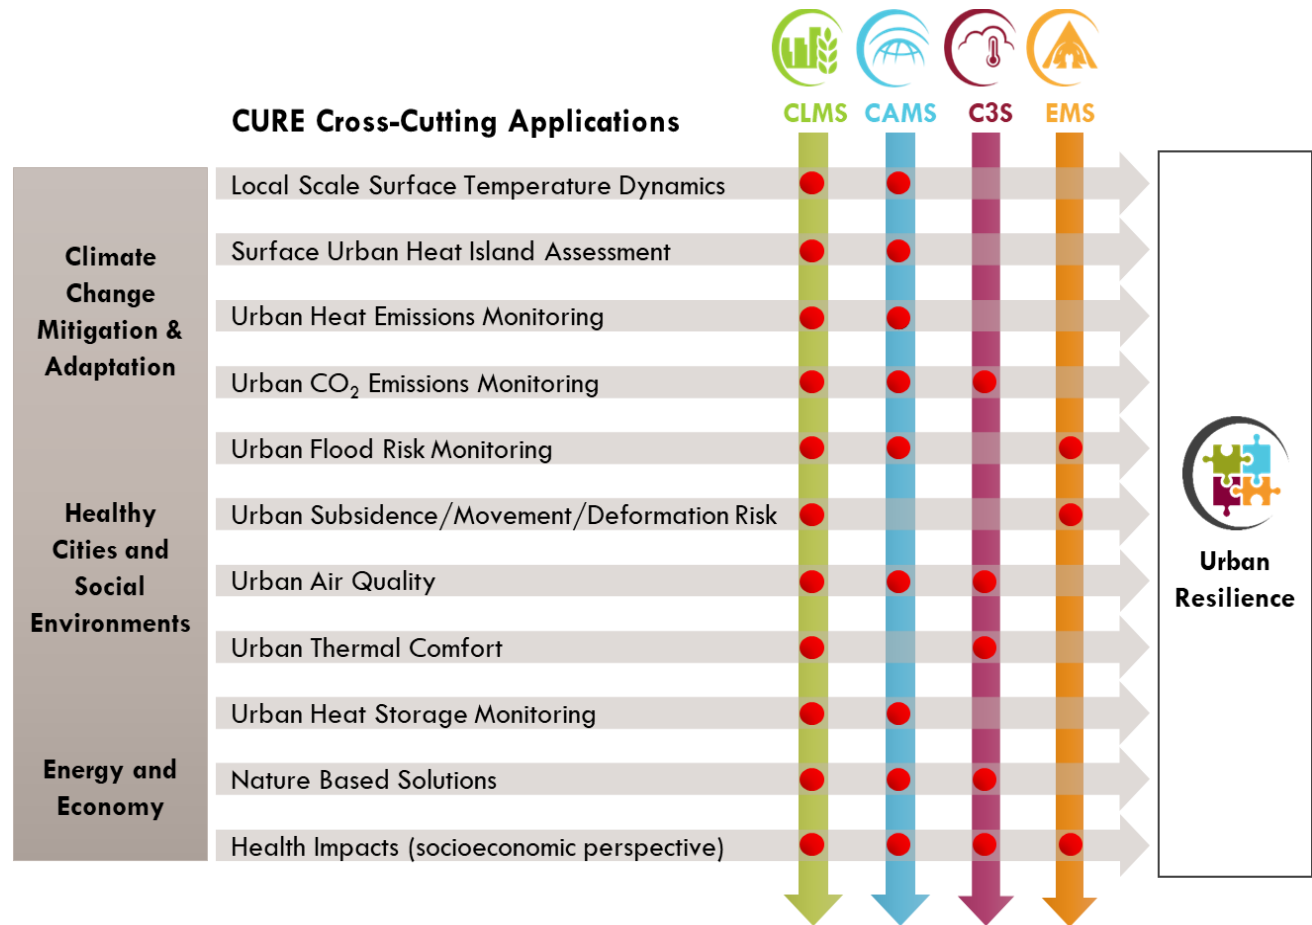 CLMS CAMS C3S EMS
CURE Cross-Cutting Applications
Climate
Change
Mitigation &
Adaptation
Healthy
Cities and
Social
Environments
Energy and
Economy
Local Scale Surface Temperature Dynamics
Surface Urban Heat Island Assessment
Urban Heat Emissions Monitoring
Urban CO₂ Emissions Monitoring
Urban Flood Risk Monitoring
Urban Subsidence/Movement/Deformation Risk
Urban Air Quality
Urban Thermal Comfort
Urban Heat Storage Monitoring
Nature Based Solutions
Health Impacts (socioeconomic perspective)
Urban
Resilience